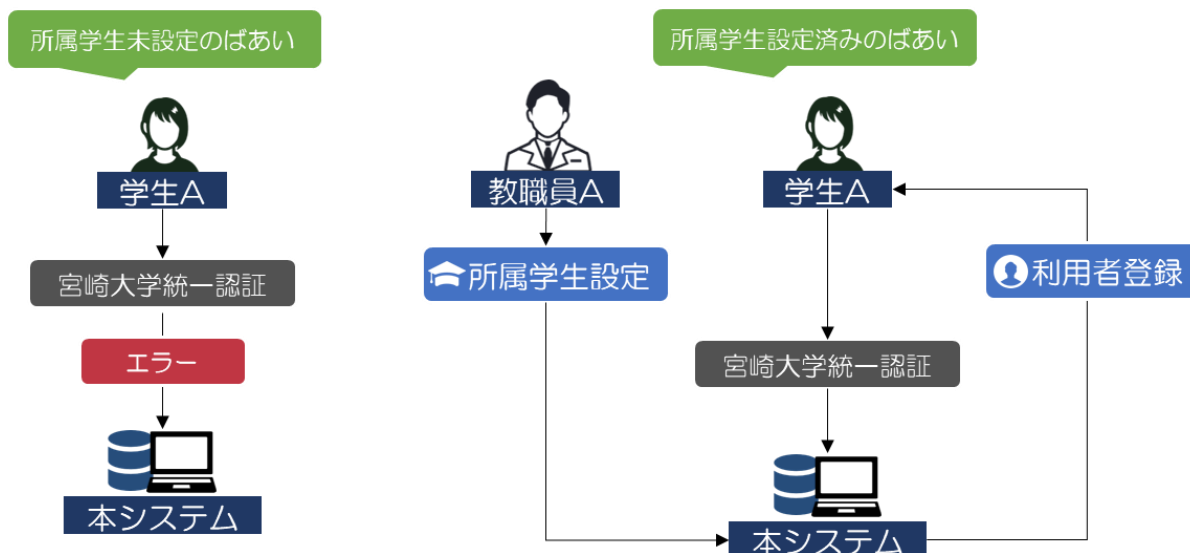 所属学生未設定のばあい
学生A
宮崎大学統一認証
エラー
本システム
教職員A
所属学生設定
所属学生設定済みのばあい
学生A
宮崎大学統一認証
本システム
利用者登録